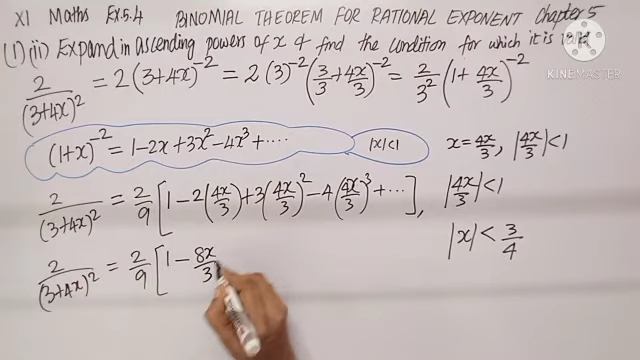 XI Maths Ex.5.4 BINOMIAL THEOREM FOR RATIONAL EXPONENT Chapter 5
(1)(ii) Expand in ascending powers of x & find the condition for which it is valid
2/(3+4x)² = 2(3+4x)⁻² = 2(3)⁻²(3/3+4x/3)⁻² = 2/3²(1+4x/3)⁻²
(1+x)⁻² = 1-2x+3x²-4x³+.... |x|<1 x=4x/3, |4x/3|<1
2/(3+4x)² = 2/9[1-2(4x/3)+3(4x/3)²-4(4x/3)³+...], |4x/3|<1
|x|<3/4
2/(3+4x)² = 2/9[1-8x/3
KINEMASTER